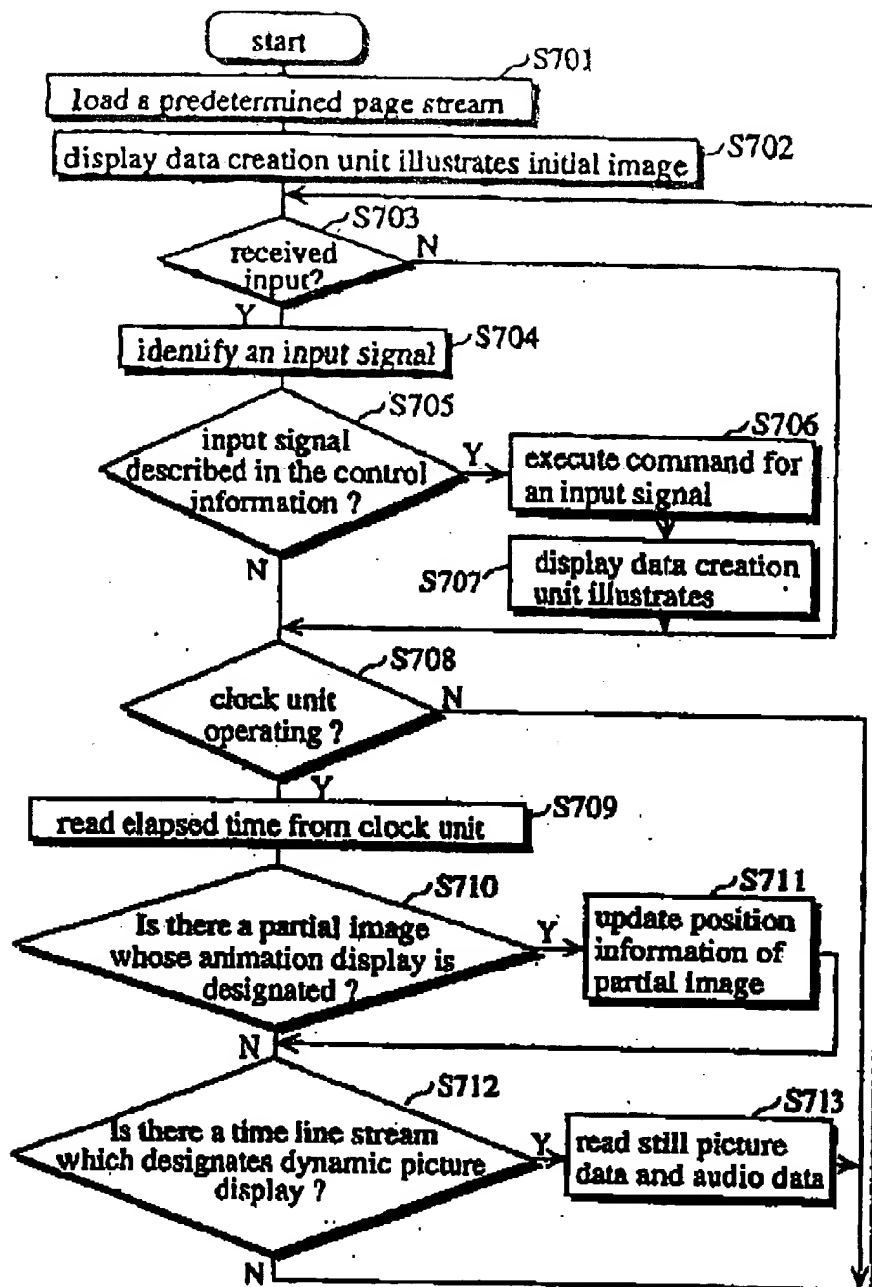 start
S701
load a predetermined page stream
S702
display data creation unit illustrates initial image
S703
received
input?
N
Y
S704
identify an input signal
S705
input signal
described in the control
information ?
Y
N
S706
execute command for
an input signal
S707
display data creation
unit illustrates
S708
clock unit
operating ?
N
Y
S709
read elapsed time from clock unit
S710
Is there a partial image
whose animation display is
designated ?
Y
N
S711
update position
information of
partial image
S712
Is there a time line stream
which designates dynamic picture
display ?
Y
N
S713
read still picture
data and audio data